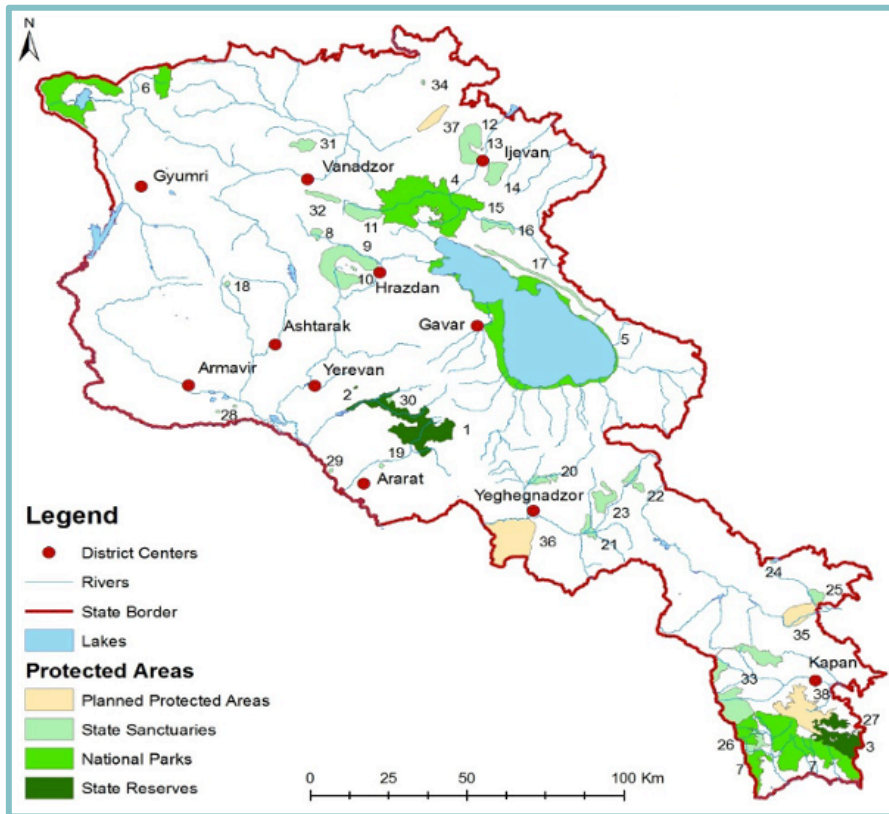 N
34
6
37
12
13
31
Ijevan
Vanadzor
4
14
Gyumri
15
32
11
16
8
9
17
10
18
Hrazdan
Ashtarak
Gavar
5
Armavir
Yerevan
2
30
28
1
19
29
20
Ararat
22
Yeghegnadzor
23
Legend
36
21
District Centers
24
Rivers
25
State Border
35
Lakes
Protected Areas
Kapan
33
Planned Protected Areas
38
State Sanctuaries
27
National Parks
26
3
State Reserves
7
7
0 25 50 100 Km